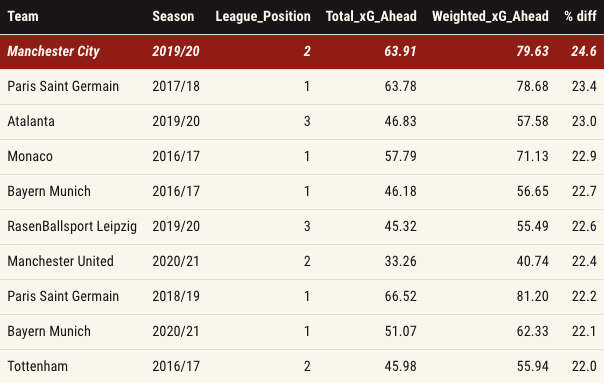 Team Season League_Position Total_xG_Ahead Weighted_xG_Ahead % diff
Manchester City 2019/20 2 63.91 79.63 24.6
Paris Saint Germain 2017/18 1 63.78 78.68 23.4
Atalanta 2019/20 3 46.83 57.58 23.0
Monaco 2016/17 1 57.79 71.13 22.9
Bayern Munich 2016/17 1 46.18 56.65 22.7
RasenBallsport Leipzig 2019/20 3 45.32 55.49 22.6
Manchester United 2020/21 2 33.26 40.74 22.4
Paris Saint Germain 2018/19 1 66.52 81.20 22.2
Bayern Munich 2020/21 1 51.07 62.33 22.1
Tottenham 2016/17 2 45.98 55.94 22.0